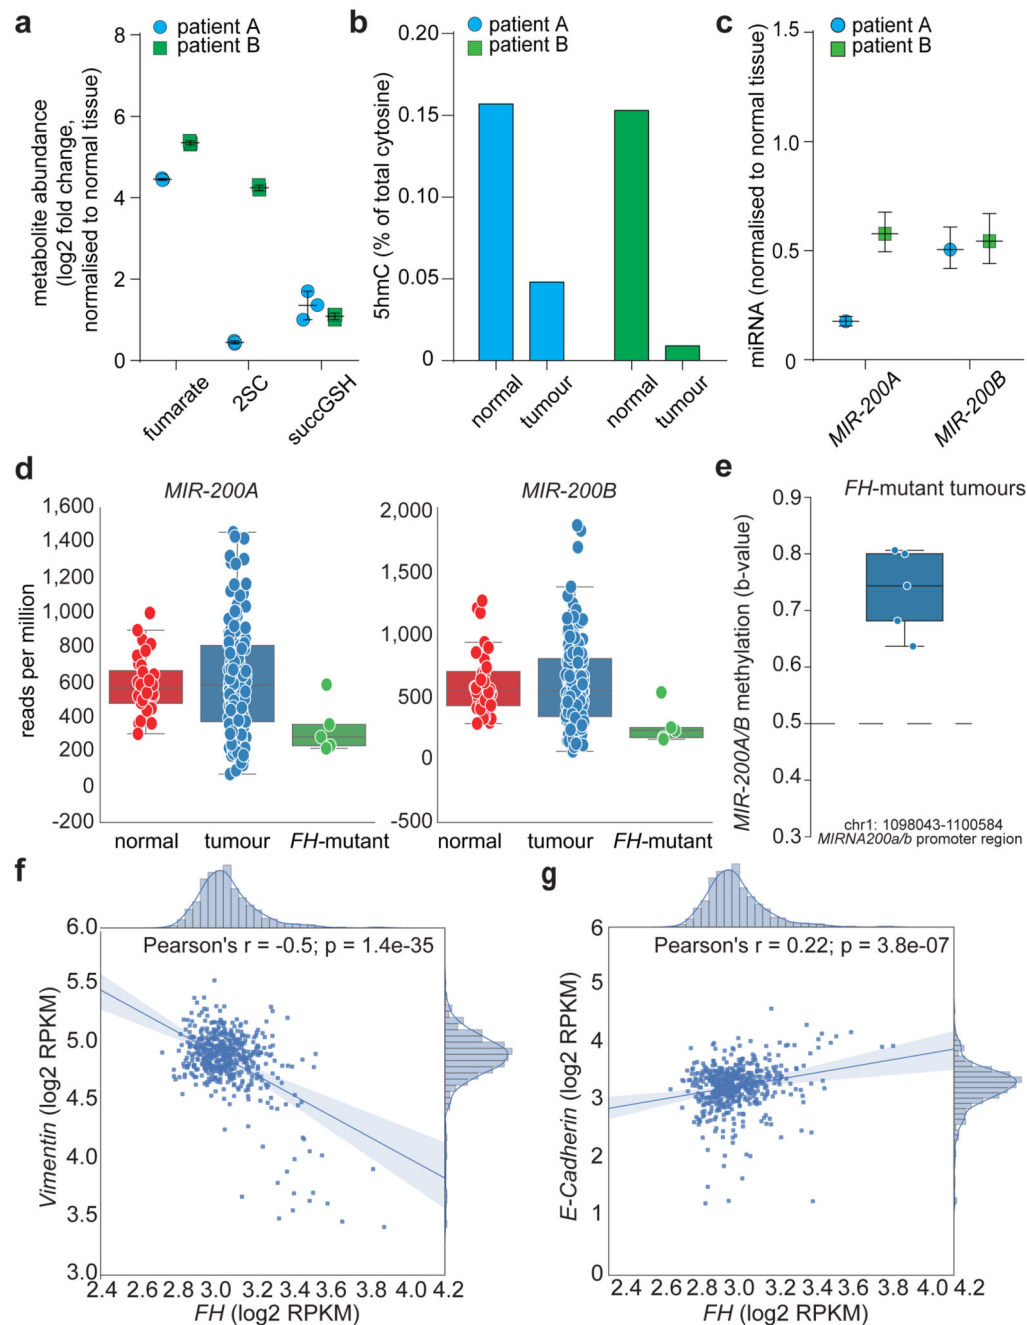 a
patient A
patient B
metabolite abundance
(log2 fold change,
normalised to normal tissue)
8
6
4
2
0
fumarate
2SC
succGSH
b
patient A
patient B
5hmC (% of total cytosine)
0.20
0.15
0.10
0.05
0
normal
tumour
normal
tumour
c
patient A
patient B
miRNA (normalised to normal tissue)
1.5
1.0
0.5
0
MIR-200A
MIR-200B
d
MIR-200A
reads per million
1,600
1,400
1,200
1,000
800
600
400
200
0
-200
normal
tumour
FH-mutant
MIR-200B
2,000
1,500
1,000
500
0
-500
normal
tumour
FH-mutant
e
FH-mutant tumours
MIR-200A/B methylation (b-value)
0.9
0.8
0.7
0.6
0.5
0.4
0.3
chr1: 1098043-1100584
MIRNA200a/b promoter region
f
Pearson's r = -0.5; p = 1.4e-35
Vimentin (log2 RPKM)
6.0
5.5
5.0
4.5
4.0
3.5
3.0
2.4 2.6 2.8 3.0 3.2 3.4 3.6 3.8 4.0 4.2
FH (log2 RPKM)
g
Pearson's r = 0.22; p = 3.8e-07
E-Cadherin (log2 RPKM)
6
5
4
3
2
1
0
2.4 2.6 2.8 3.0 3.2 3.4 3.6 3.8 4.0 4.2
FH (log2 RPKM)